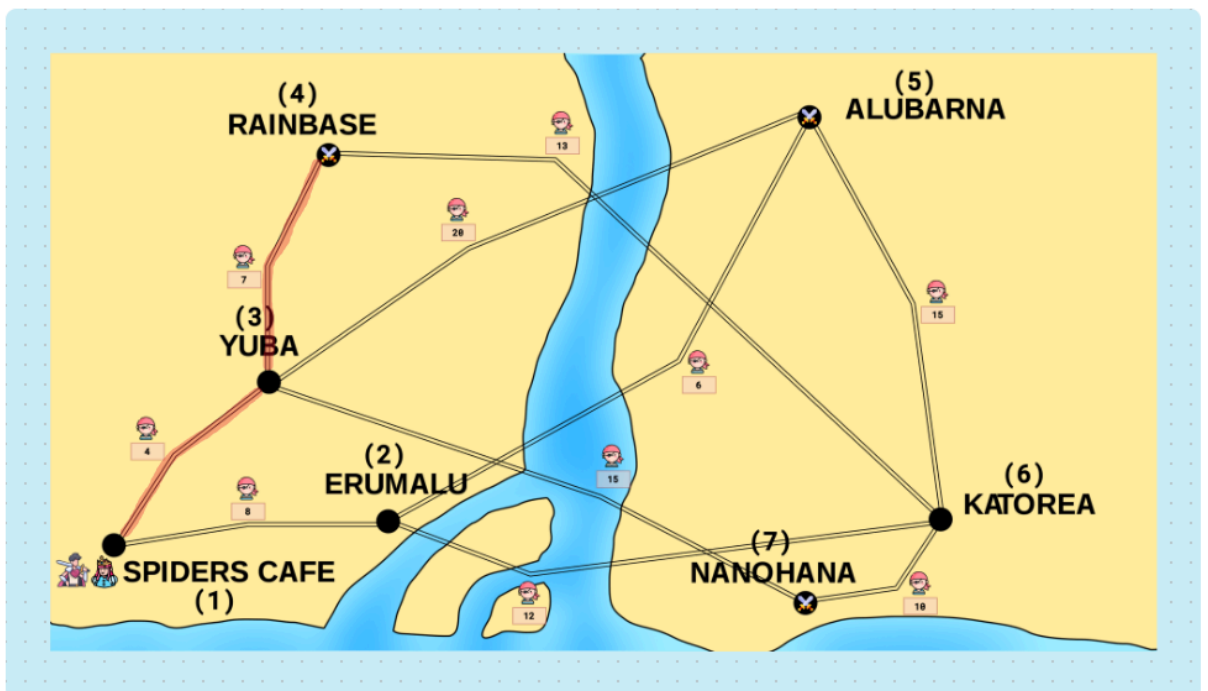 (4)
RAINBASE
(5)
ALUBARNA
13
20
7
15
(3)
YUBA
6
4
(2)
ERUMALU
15
(6)
KATOREA
8
(7)
NANOHANA
SPIDERS CAFE
(1)
12
10